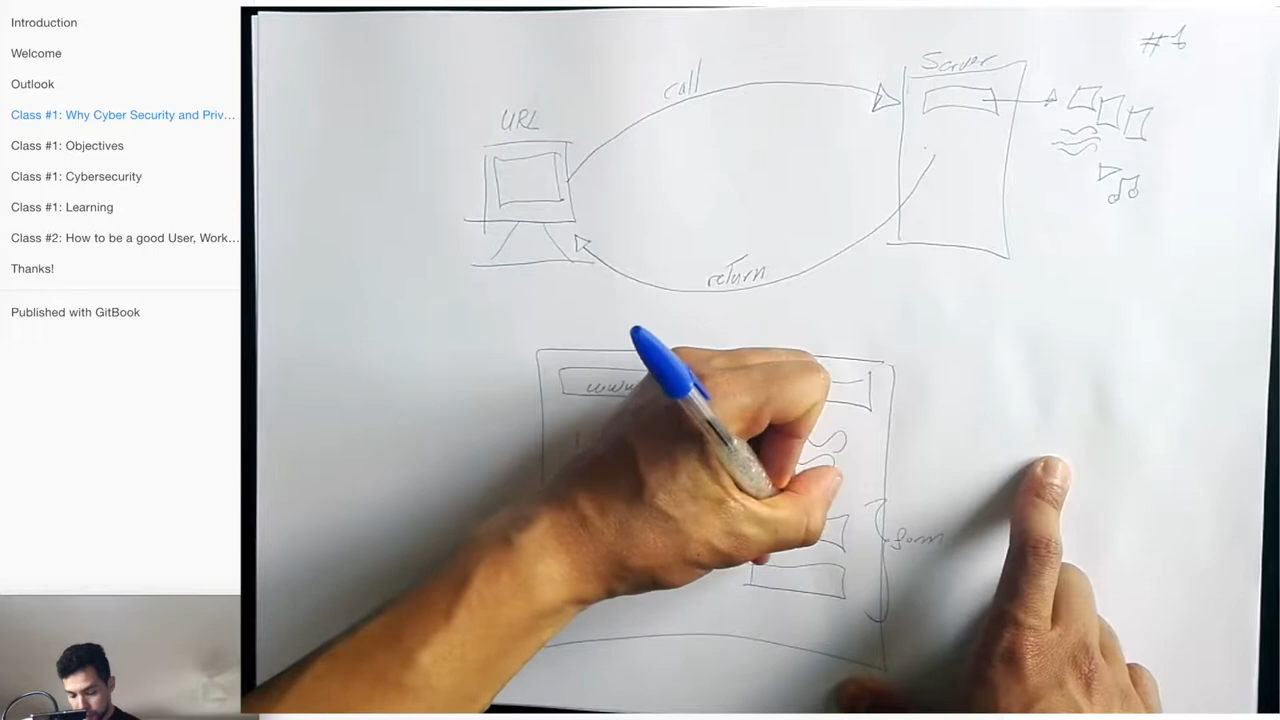 Introduction
Welcome
Outlook
Class #1: Why Cyber Security and Priv…
Class #1: Objectives
Class #1: Cybersecurity
Class #1: Learning
Class #2: How to be a good User, Work…
Thanks!
Published with GitBook
#1
Server
call
URL
return
www
form